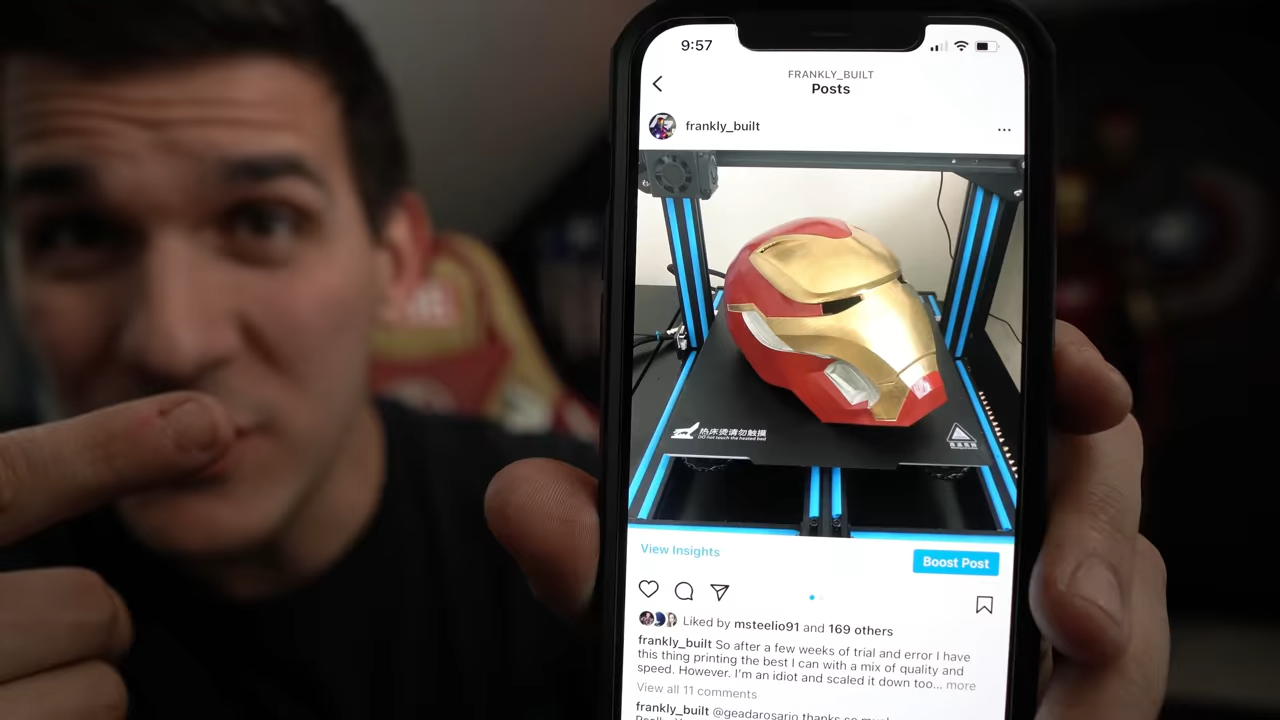 9:57
FRANKLY_BUILT
Posts
frankly_built
热床烫请勿触摸
DO not touch the heated bed
View Insights
Boost Post
Liked by msteelio91 and 169 others
frankly_built So after a few weeks of trial and error I have
this thing printing the best I can with a mix of quality and
speed. However. I'm an idiot and scaled it down too... more
View all 11 comments
frankly_built @geadarosario thanks so